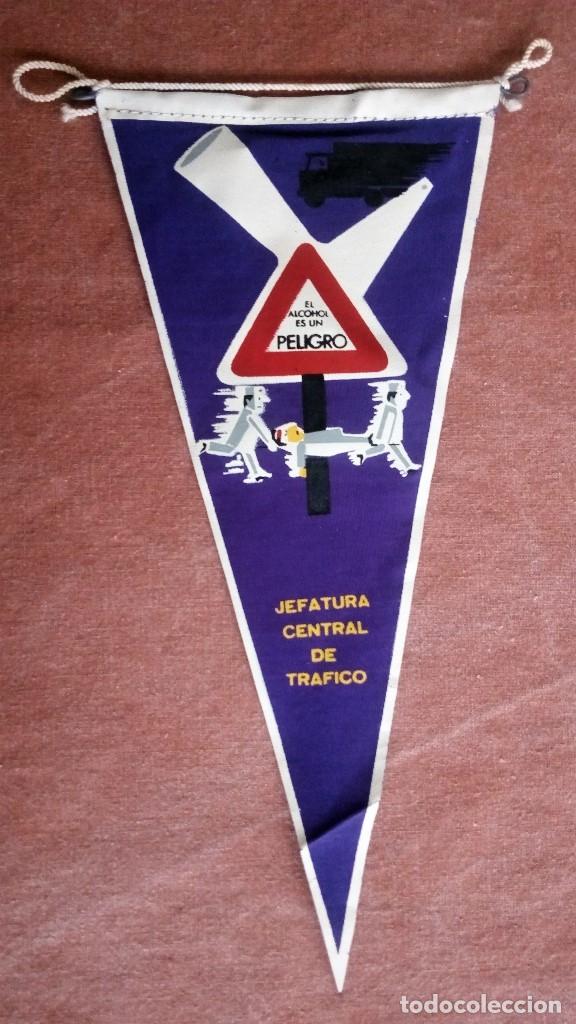 EL
ALCOHOL
ES UN
PELIGRO
JEFATURA
CENTRAL
DE
TRAFICO
todocoleccion